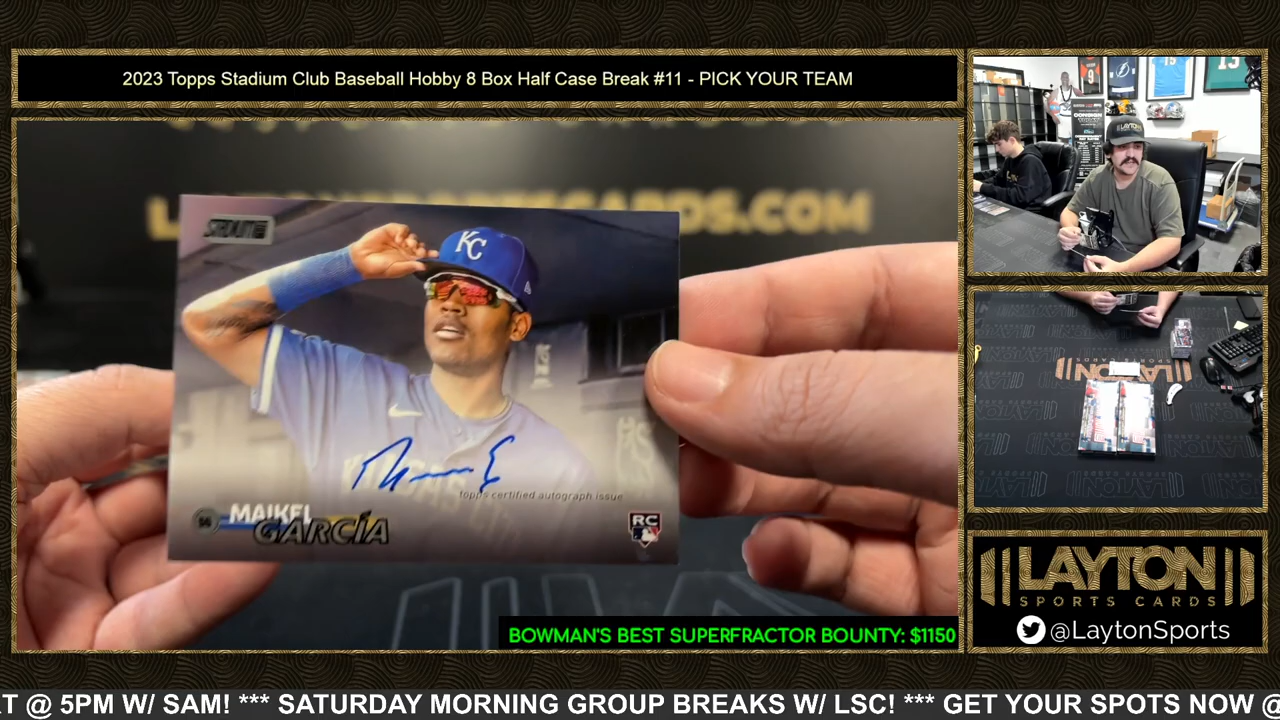 2023 Topps Stadium Club Baseball Hobby 8 Box Half Case Break #11 - PICK YOUR TEAM
KC
topps certified autograph issue
MAIKEL
GARCÍA
RC
BOWMAN'S BEST SUPERFRACTOR BOUNTY: $1150
LAYTON
SPORTS CARDS
@LaytonSports
T @ 5PM W/ SAM! *** SATURDAY MORNING GROUP BREAKS W/ LSC! *** GET YOUR SPOTS NOW @